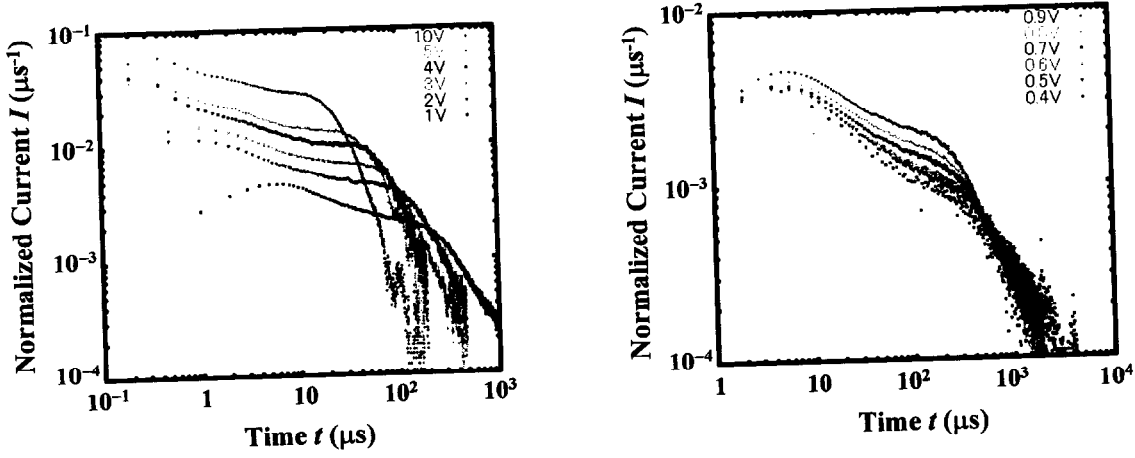 Normalized Current I (μs⁻¹)
10⁻¹
10⁻²
10⁻³
10⁻⁴
10V
5V
4V
3V
2V
1V
10⁻¹ 1 10 10² 10³
Time t (μs)
Normalized Current I (μs⁻¹)
10⁻²
10⁻³
10⁻⁴
0.9V
0.7V
0.6V
0.5V
0.4V
1 10 10² 10³ 10⁴
Time t (μs)